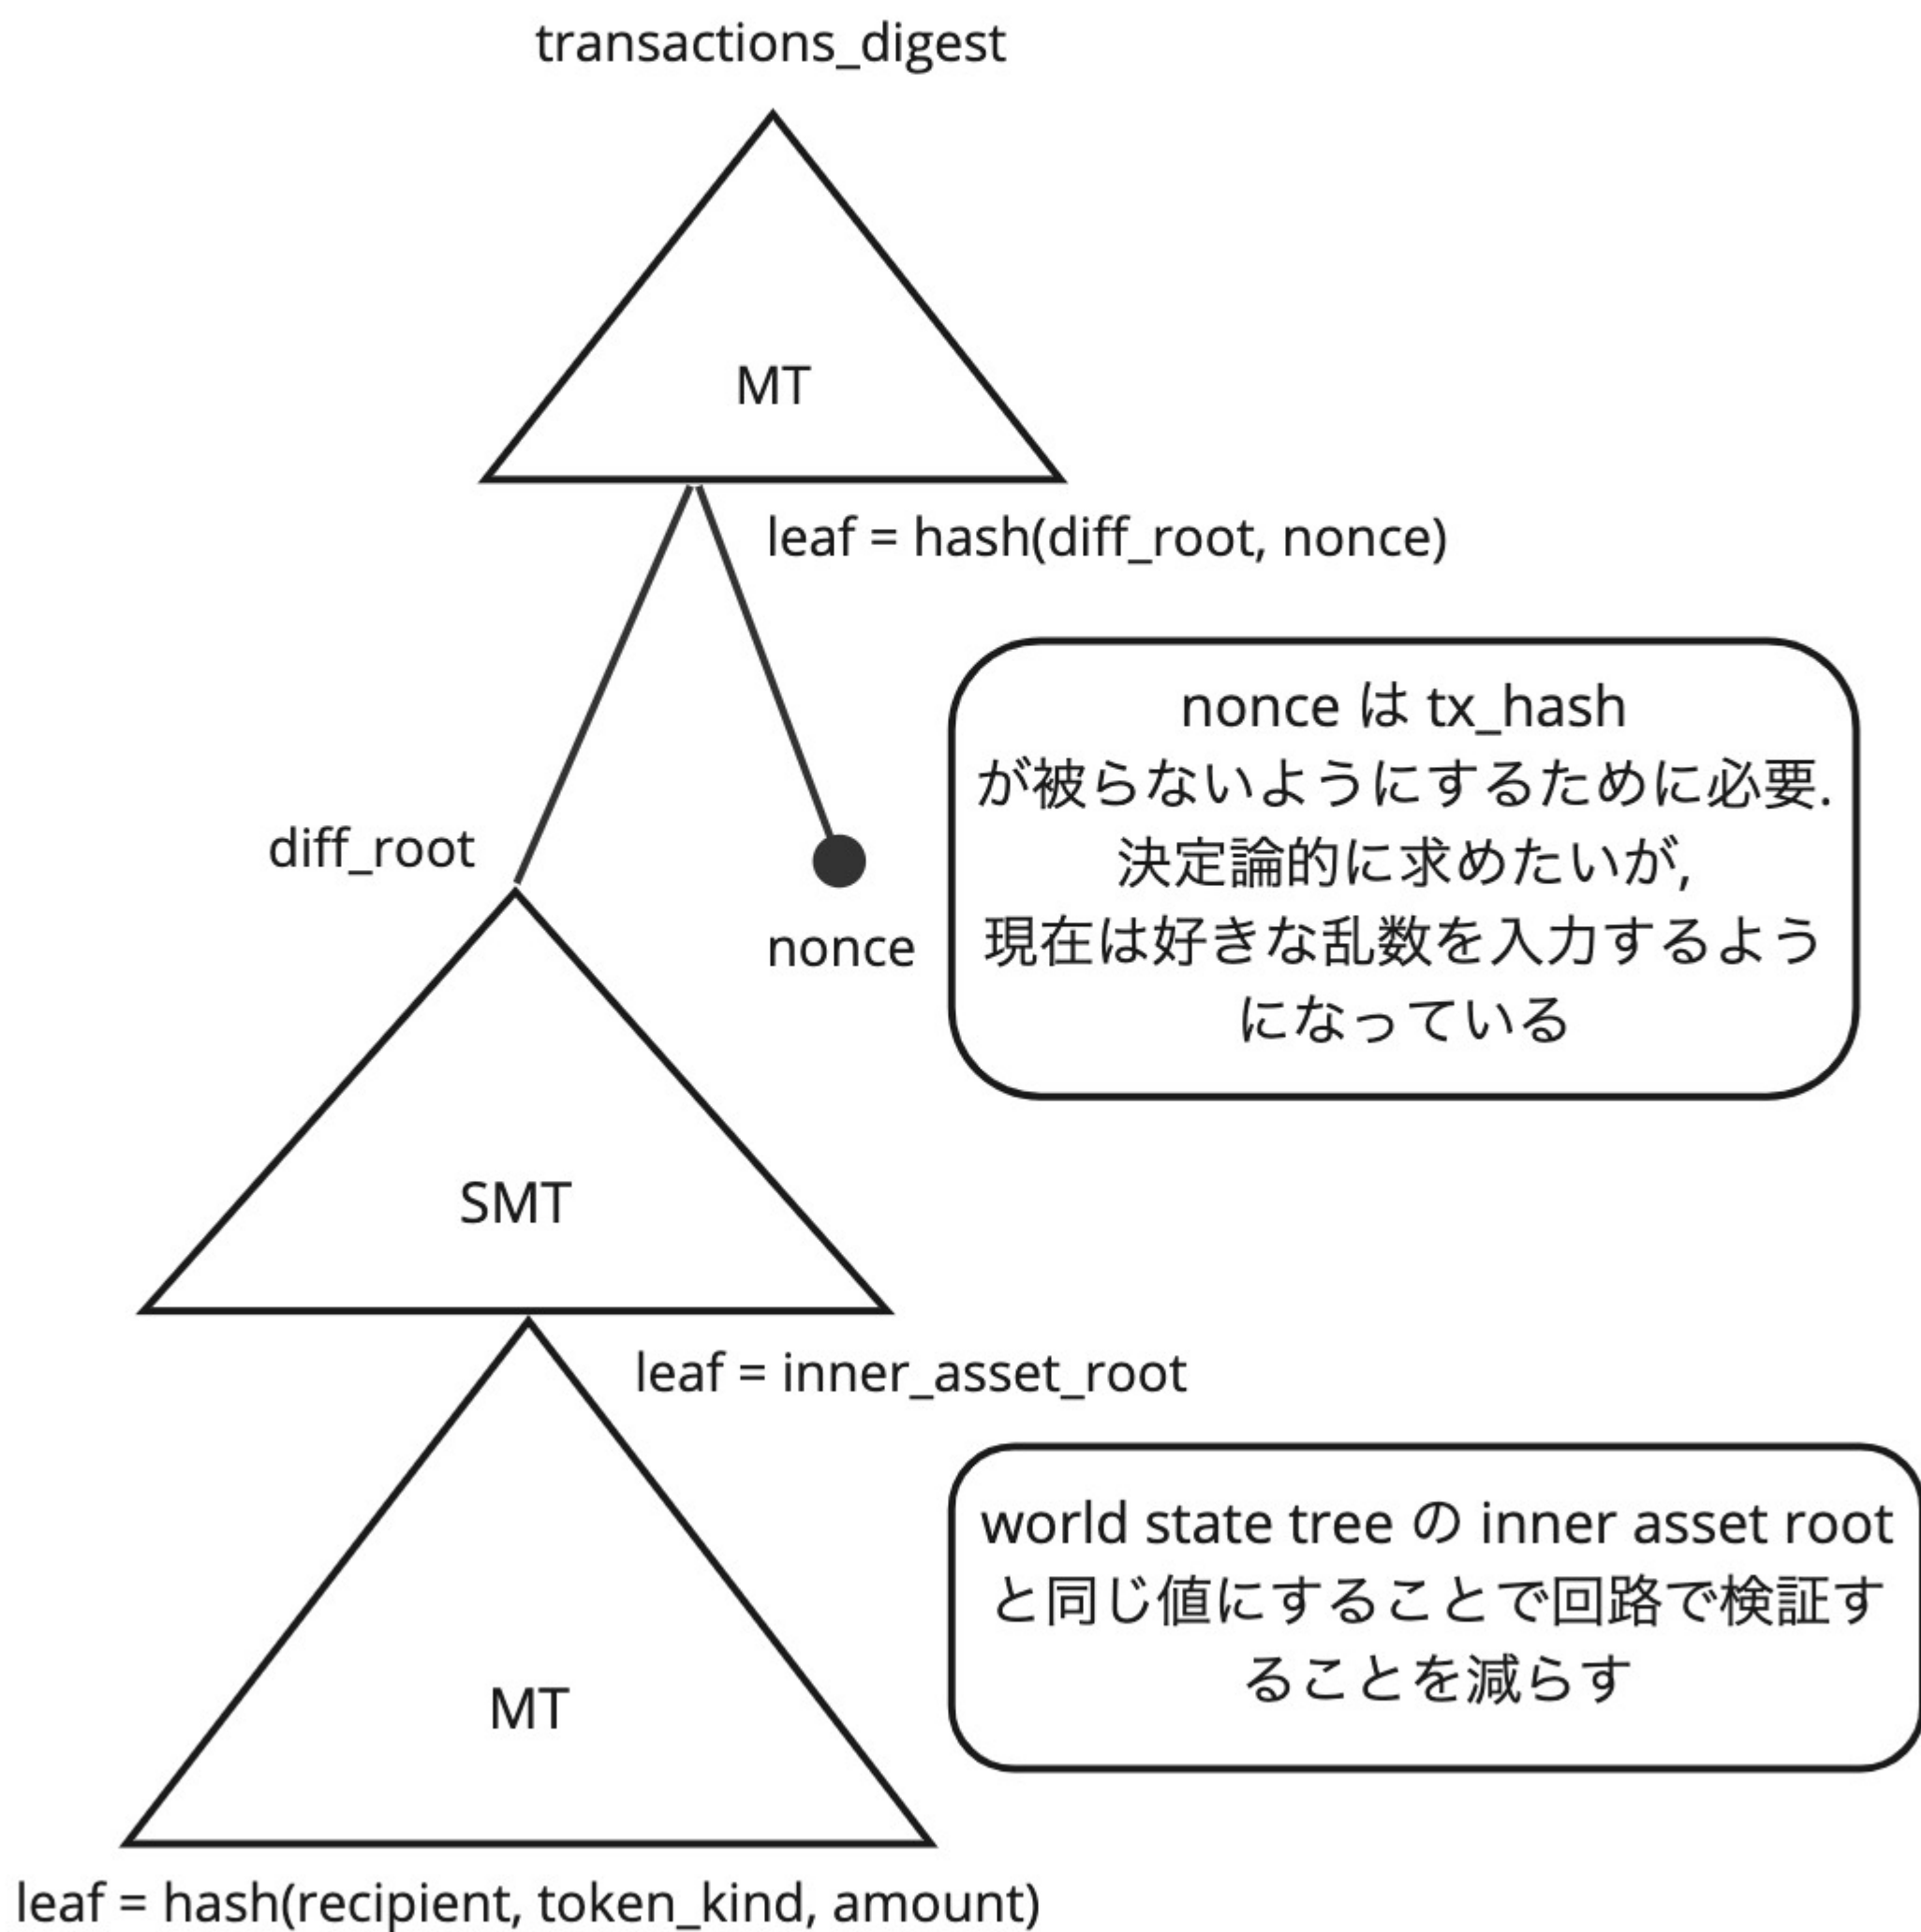 transactions_digest
MT
leaf = hash(diff_root, nonce)
nonce は tx_hash
が被らないようにするために必要.
決定論的に求めたいが,
現在は好きな乱数を入力するよう
になっている
diff_root
nonce
SMT
leaf = inner_asset_root
world state tree の inner asset root
と同じ値にすることで回路で検証す
ることを減らす
MT
leaf = hash(recipient, token_kind, amount)